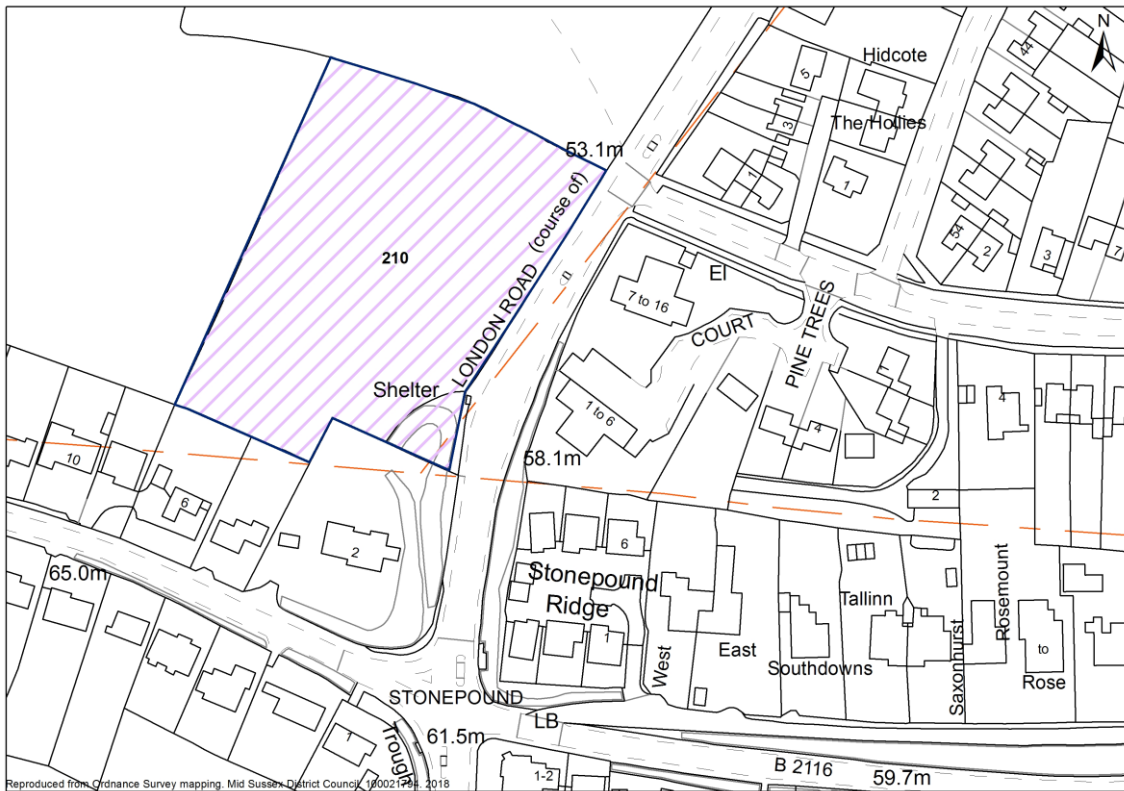 N
44
Hidcote
5
3
The Hollies
1
1
53.1m
54
2
3
7
LONDON ROAD (course of)
210
El
7 to 16
COURT
PINE TREES
Shelter
1 to 6
4
4
58.1m
10
6
2
2
6
65.0m
Stonepound
Ridge
1
Tallinn
Rosemount
West
East
Southdowns
Saxonhurst
to
Rose
STONEPOUND
LB
1
Trough
61.5m
1-2
B 2116
59.7m
Reproduced from Ordnance Survey mapping. Mid Sussex District Council, 100021794. 2018